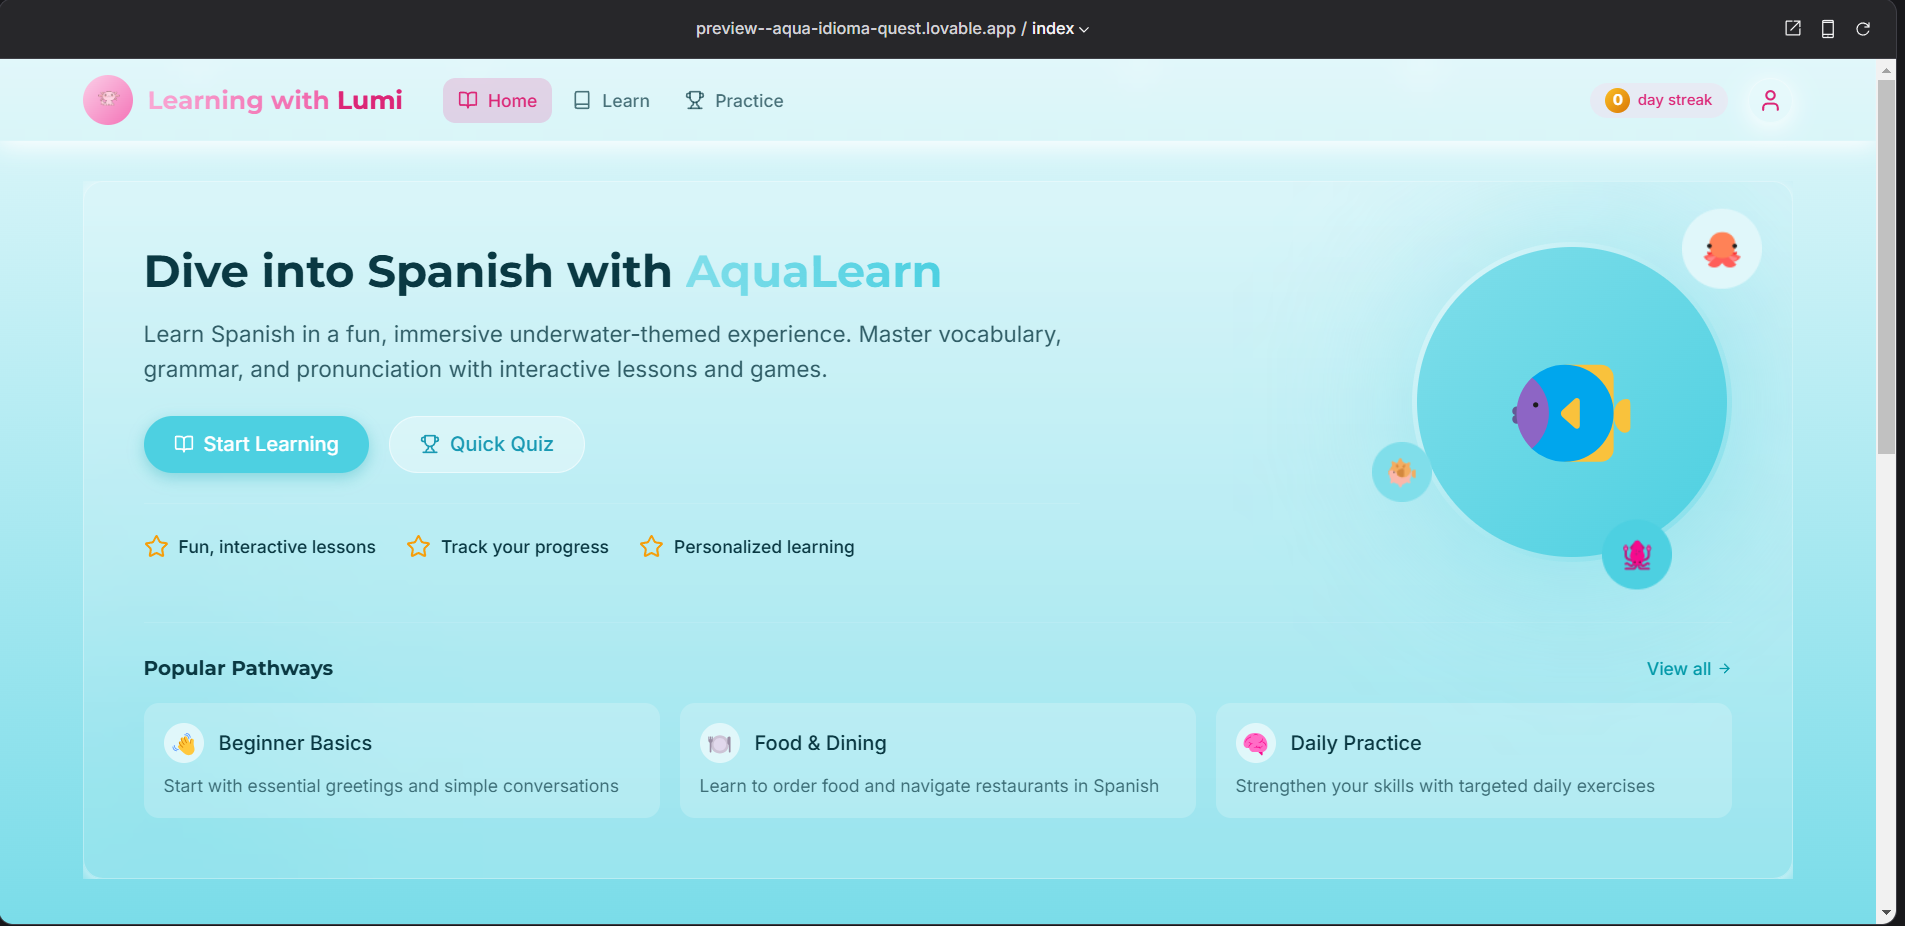 preview--aqua-idioma-quest.lovable.app / index
Learning with Lumi
Home
Learn
Practice
0 day streak
Dive into Spanish with AquaLearn
Learn Spanish in a fun, immersive underwater-themed experience. Master vocabulary,
grammar, and pronunciation with interactive lessons and games.
Start Learning
Quick Quiz
Fun, interactive lessons
Track your progress
Personalized learning
Popular Pathways
View all →
Beginner Basics
Start with essential greetings and simple conversations
Food & Dining
Learn to order food and navigate restaurants in Spanish
Daily Practice
Strengthen your skills with targeted daily exercises